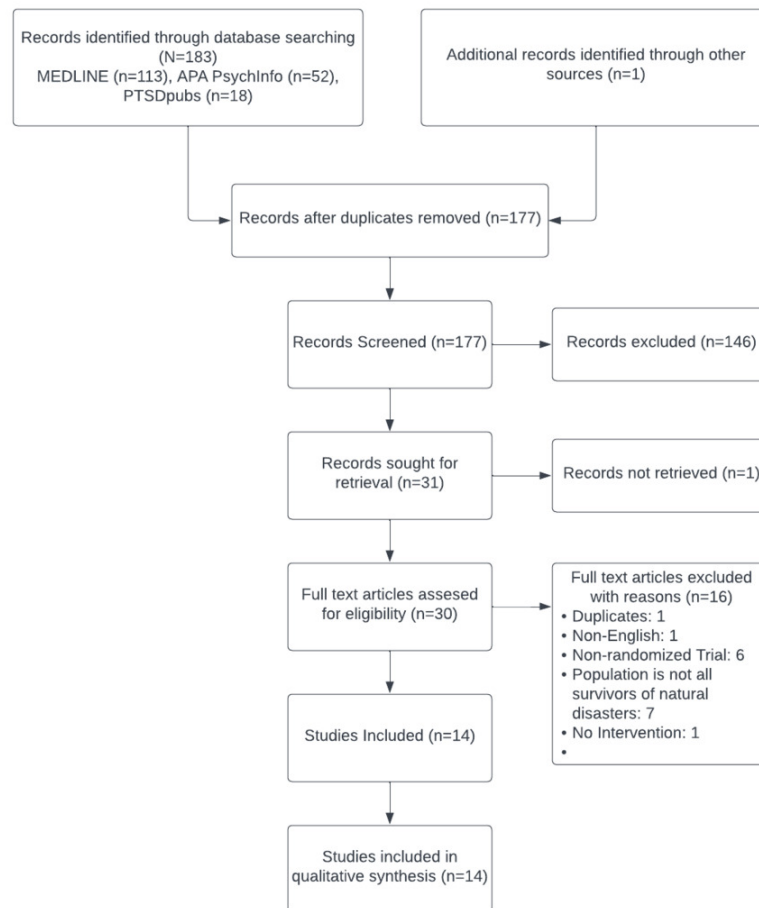 Records identified through database searching
(N=183)
MEDLINE (n=113), APA PsychInfo (n=52),
PTSDpubs (n=18)
Additional records identified through other
sources (n=1)
Records after duplicates removed (n=177)
Records Screened (n=177)
Records excluded (n=146)
Records sought for
retrieval (n=31)
Records not retrieved (n=1)
Full text articles assesed
for eligibility (n=30)
Full text articles excluded
with reasons (n=16)
• Duplicates: 1
• Non-English: 1
• Non-randomized Trial: 6
• Population is not all
survivors of natural
disasters: 7
• No Intervention: 1
•
Studies Included (n=14)
Studies included in
qualitative synthesis (n=14)